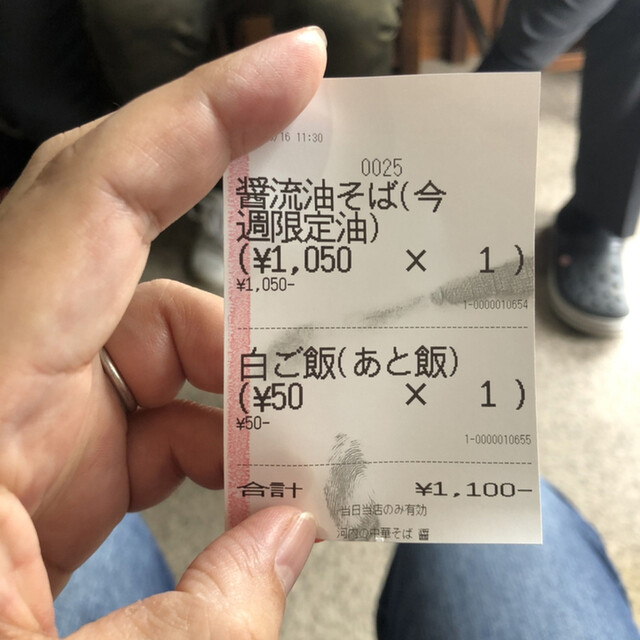 /16 11:30
0025
醤流油そば(今
週限定油)
(¥1,050 × 1)
¥1,050-
1-0000010654
白ご飯(あと飯)
(¥50 × 1)
¥50-
1-0000010655
合計 ¥1,100-
当日当店のみ有効
河内の中華そば 醤